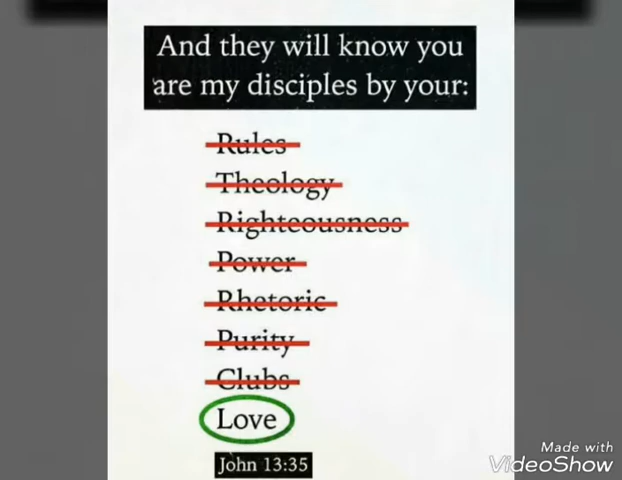 And they will know you
are my disciples by your:
Rules
Theology
Righteousness
Power
Rhetoric
Purity
Clubs
Love
John 13:35
Made with
VideoShow